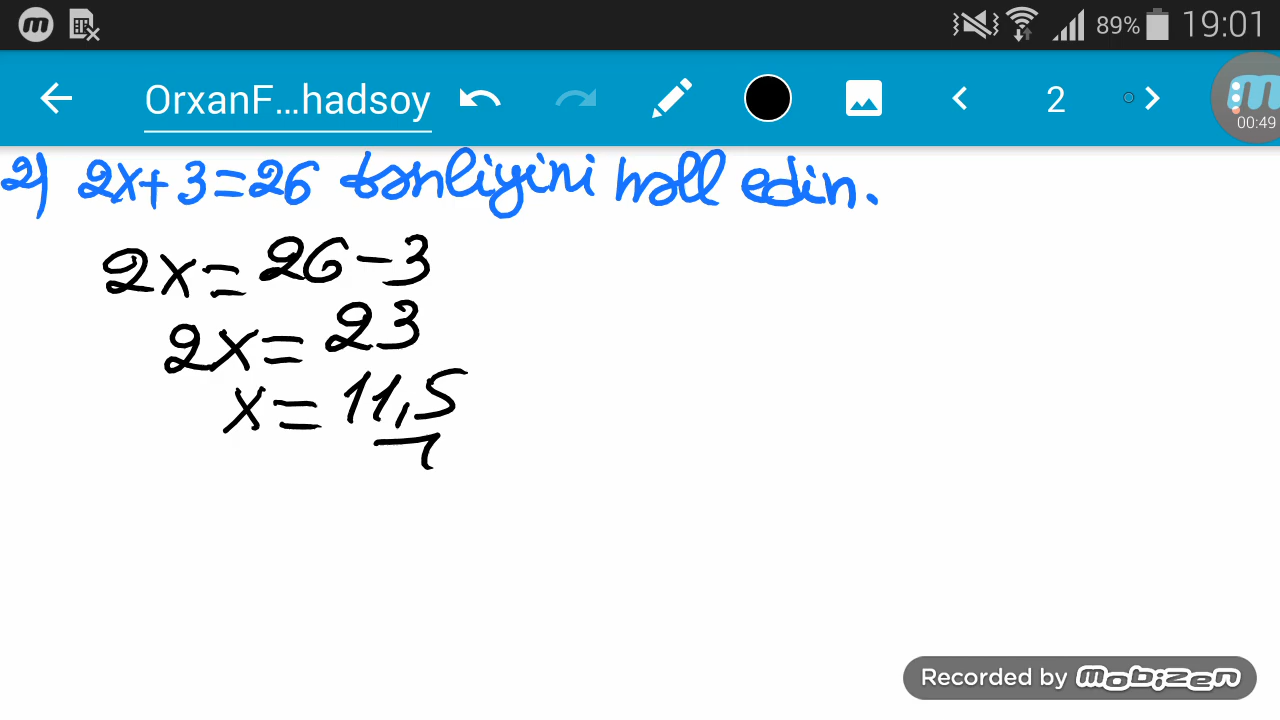 89% 19:01
OrxanF...hadsoy 2
00:49
2) 2x+3=26 tənliyini həll edin.
2x=26-3
2x=23
x=11,5
Recorded by mobizen